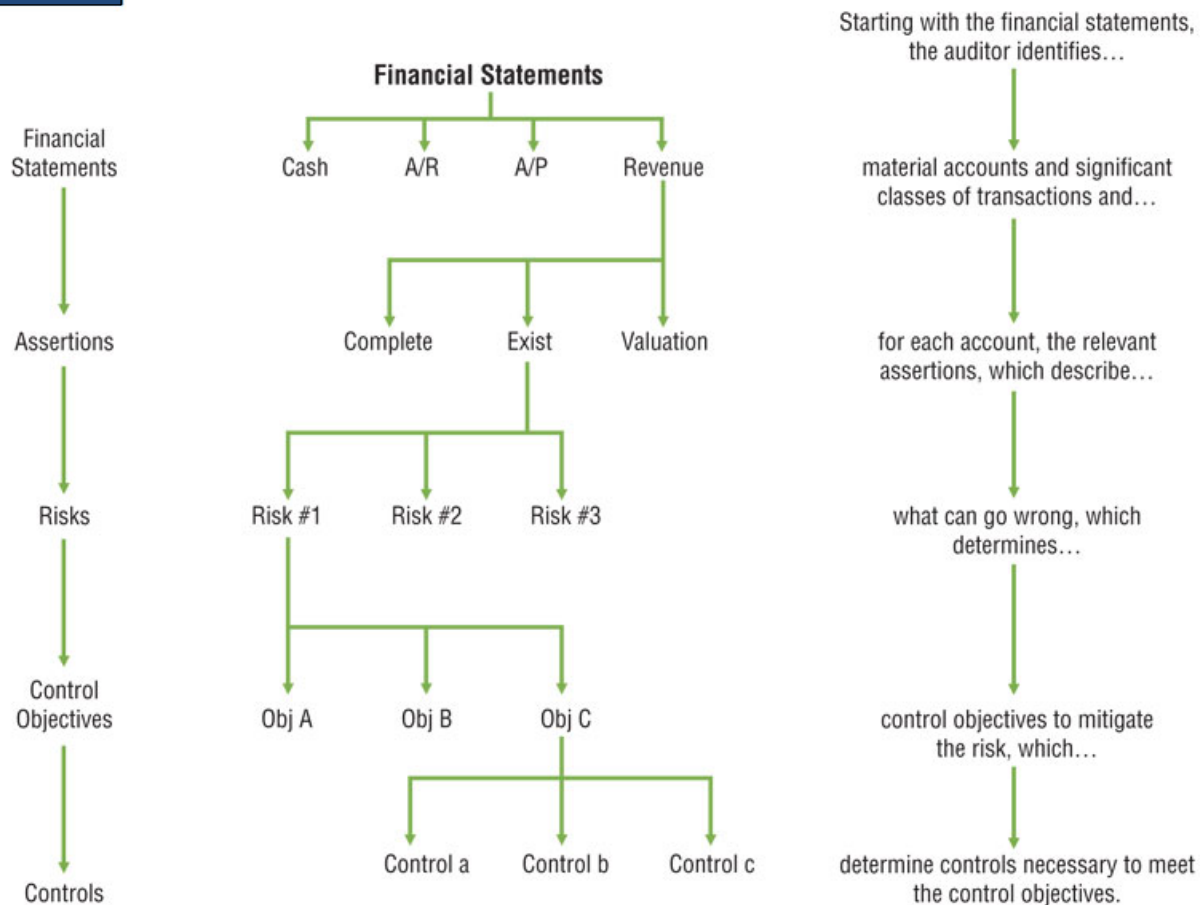 Starting with the financial statements,
the auditor identifies…
Financial Statements
Financial
Statements
Cash
A/R
A/P
Revenue
material accounts and significant
classes of transactions and…
Assertions
Complete
Exist
Valuation
for each account, the relevant
assertions, which describe…
Risks
Risk #1
Risk #2
Risk #3
what can go wrong, which
determines…
Control
Objectives
Obj A
Obj B
Obj C
control objectives to mitigate
the risk, which…
Controls
Control a
Control b
Control c
determine controls necessary to meet
the control objectives.